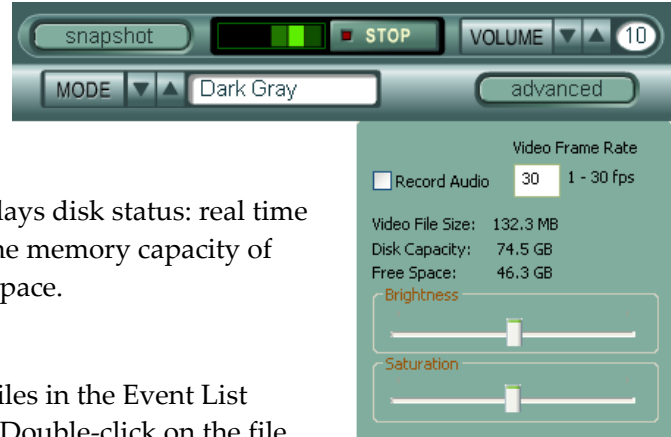 snapshot STOP VOLUME 10
MODE Dark Gray advanced
Video Frame Rate
Record Audio 30 1 - 30 fps
Video File Size: 132.3 MB
Disk Capacity: 74.5 GB
Free Space: 46.3 GB
Brightness
Saturation
lays disk status: real time
ne memory capacity of
pace.
iles in the Event List
Double-click on the file